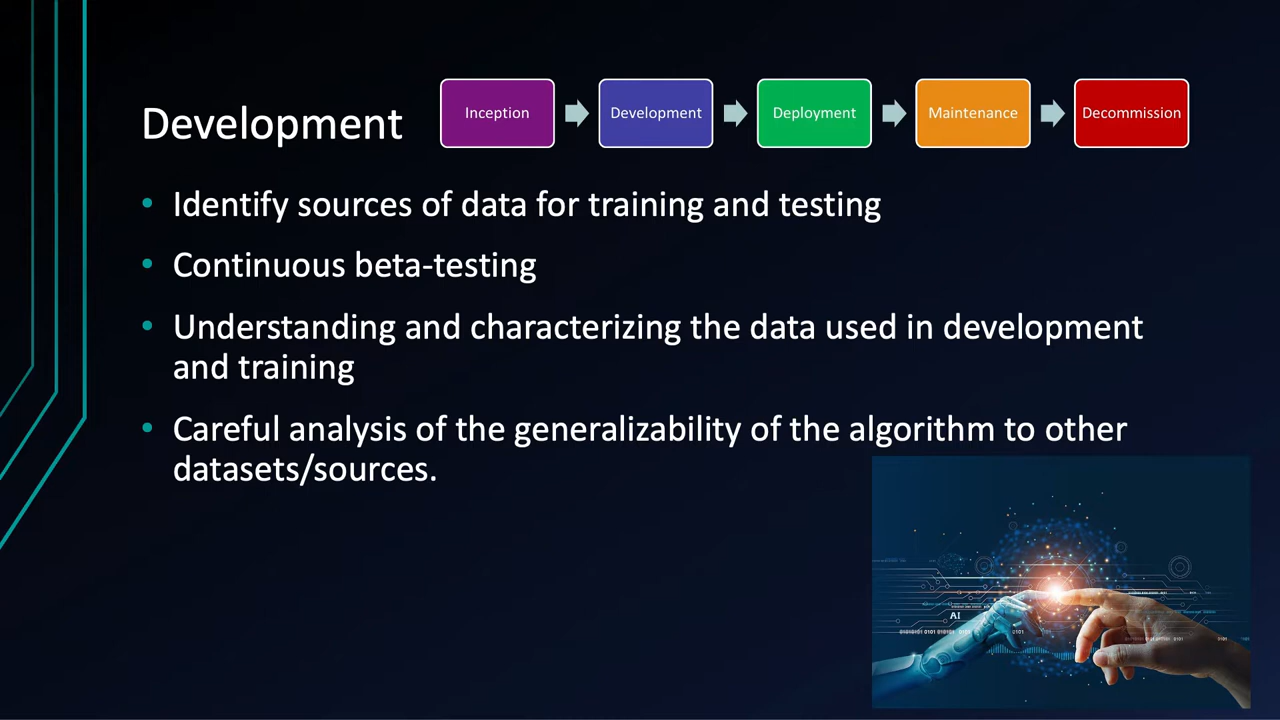 Development
Inception
Development
Deployment
Maintenance
Decommission
• Identify sources of data for training and testing
• Continuous beta-testing
• Understanding and characterizing the data used in development
and training
• Careful analysis of the generalizability of the algorithm to other
datasets/sources.
AI